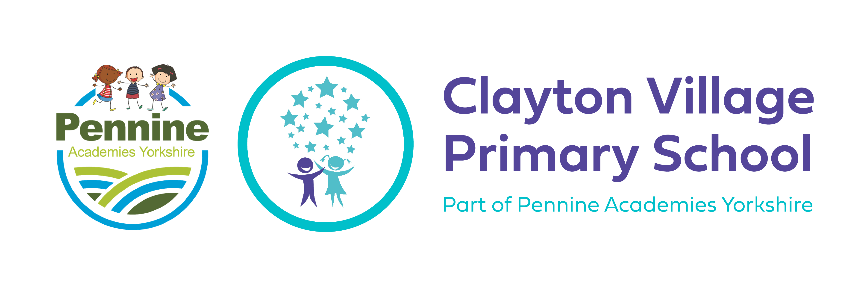 Pennine
Academies Yorkshire
Clayton Village
Primary School
Part of Pennine Academies Yorkshire